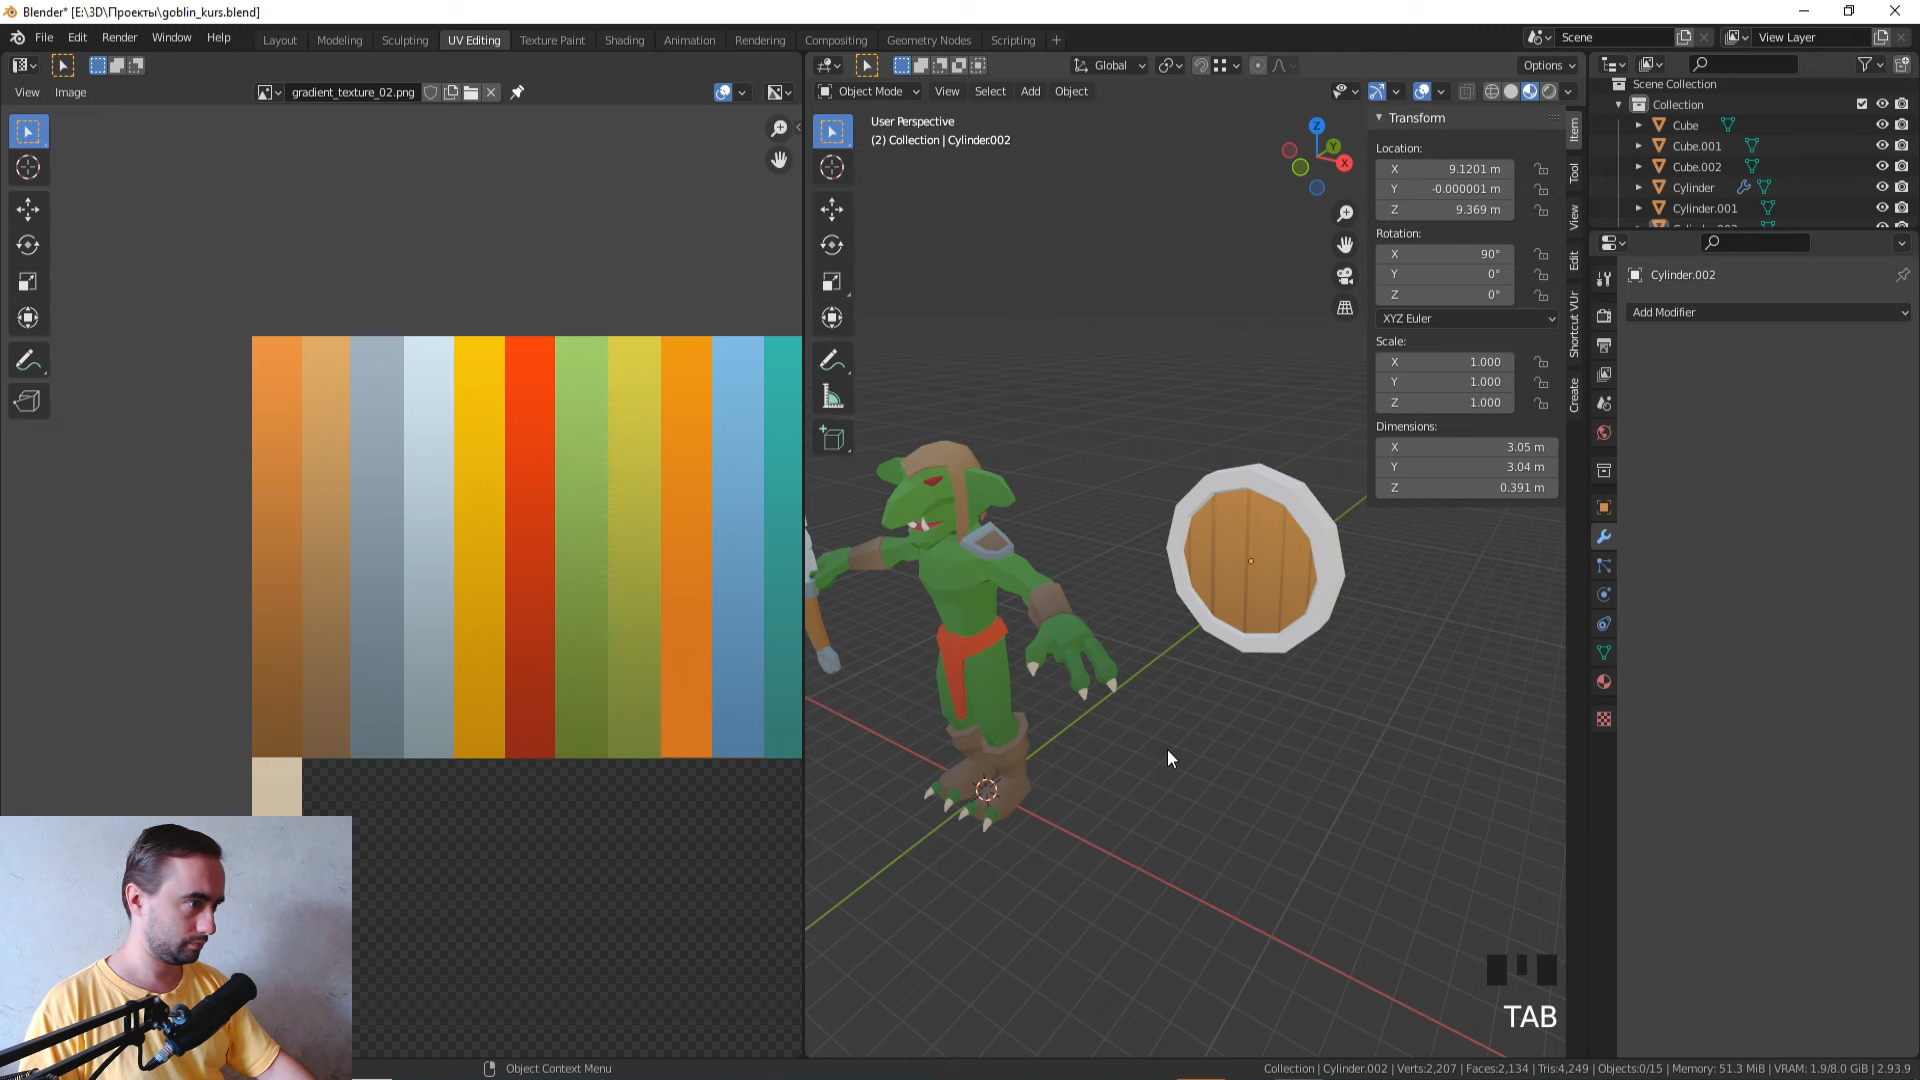 Blender* [E:\3D\Проекты\goblin_kurs.blend]
File Edit Render Window Help
Layout Modeling Sculpting UV Editing Texture Paint Shading Animation Rendering Compositing Geometry Nodes Scripting +
Scene
View Layer
Global
Options
View Image
gradient_texture_02.png
Object Mode View Select Add Object
User Perspective
(2) Collection | Cylinder.002
Z
Y
X
Transform
Location:
X 9.1201 m
Y -0.000001 m
Z 9.369 m
Rotation:
X 90°
Y 0°
Z 0°
XYZ Euler
Scale:
X 1.000
Y 1.000
Z 1.000
Dimensions:
X 3.05 m
Y 3.04 m
Z 0.391 m
Item
Tool
View
Edit
Shortcut VUr
Create
Scene Collection
Collection
Cube
Cube.001
Cube.002
Cylinder
Cylinder.001
Cylinder.002
Add Modifier
TAB
Object Context Menu
Collection | Cylinder.002 | Verts:2,207 | Faces:2,134 | Tris:4,249 | Objects:0/15 | Memory: 51.3 MiB | VRAM: 1.9/8.0 GiB | 2.93.9